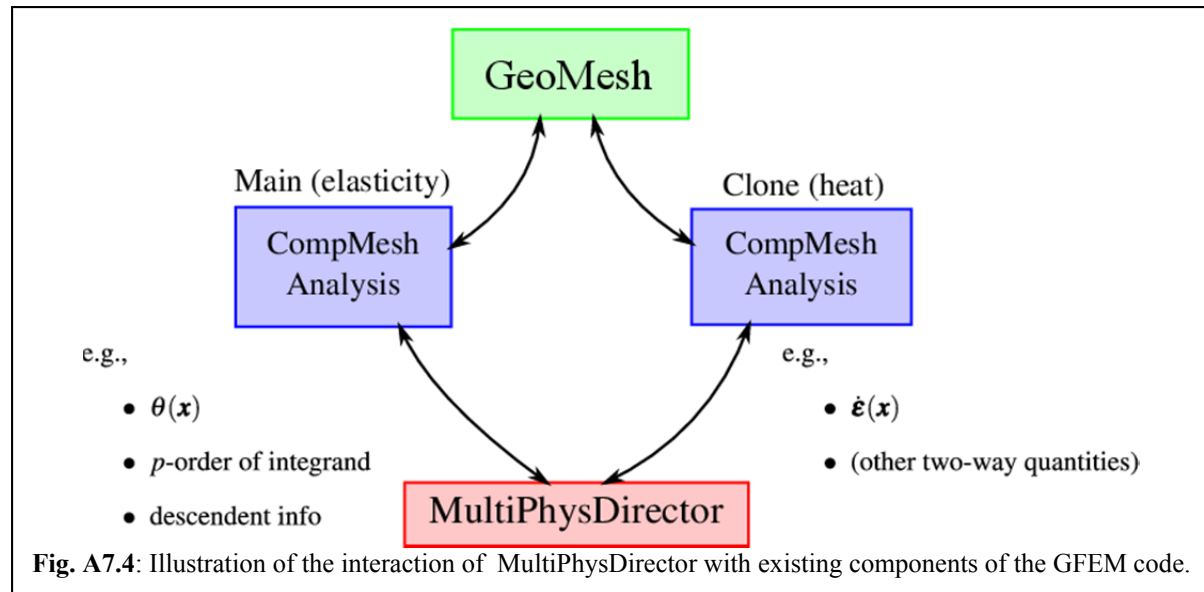 GeoMesh
Main (elasticity)
Clone (heat)
CompMesh
Analysis
CompMesh
Analysis
e.g.,
• θ(x)
• p-order of integrand
• descendent info
e.g.,
• ε̇(x)
• (other two-way quantities)
MultiPhysDirector
Fig. A7.4: Illustration of the interaction of MultiPhysDirector with existing components of the GFEM code.